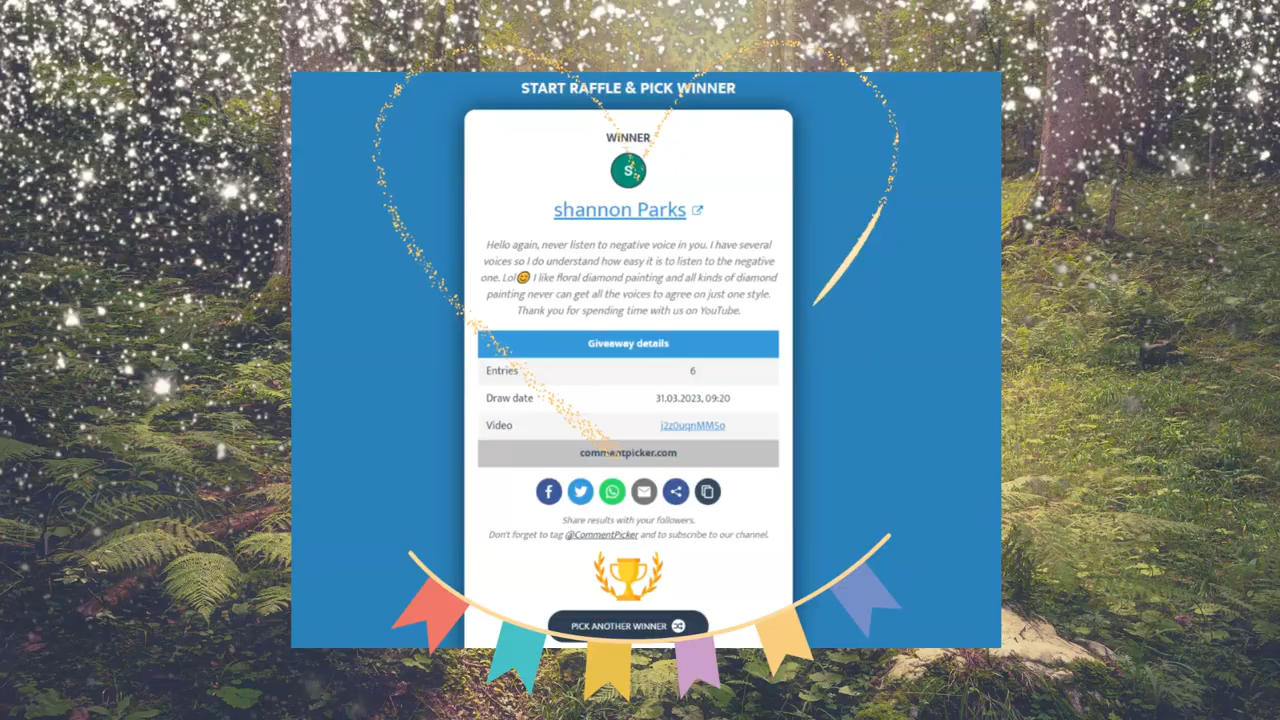 START RAFFLE & PICK WINNER
WINNER
S
shannon Parks
Hello again, never listen to negative voice in you. I have several
voices so I do understand how easy it is to listen to the negative
one. Lol😊 I like floral diamond painting and all kinds of diamond
painting never can get all the voices to agree on just one style.
Thank you for spending time with us on YouTube.
Giveaway details
Entries 6
Draw date 31.03.2023, 09:20
Video j2z0uqnMMSo
commentpicker.com
Share results with your followers.
Don't forget to tag @CommentPicker and to subscribe to our channel.
PICK ANOTHER WINNER